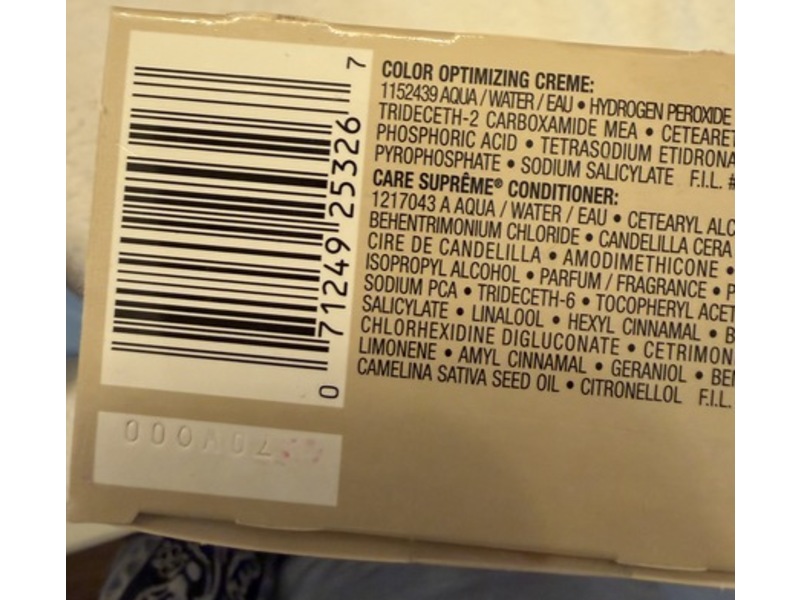 COLOR OPTIMIZING CREME:
1152439 AQUA / WATER / EAU • HYDROGEN PEROXIDE
TRIDECETH-2 CARBOXAMIDE MEA • CETEARET
PHOSPHORIC ACID • TETRASODIUM ETIDRONA
PYROPHOSPHATE • SODIUM SALICYLATE F.I.L. #
CARE SUPRÊME® CONDITIONER:
1217043 A AQUA / WATER / EAU • CETEARYL ALC
BEHENTRIMONIUM CHLORIDE • CANDELILLA CERA
CIRE DE CANDELILLA • AMODIMETHICONE •
ISOPROPYL ALCOHOL • PARFUM / FRAGRANCE • P
SODIUM PCA • TRIDECETH-6 • TOCOPHERYL ACET
SALICYLATE • LINALOOL • HEXYL CINNAMAL • B
CHLORHEXIDINE DIGLUCONATE • CETRIMON
LIMONENE • AMYL CINNAMAL • GERANIOL • BEN
CAMELINA SATIVA SEED OIL • CITRONELLOL F.I.L.
0 71249 25326 7